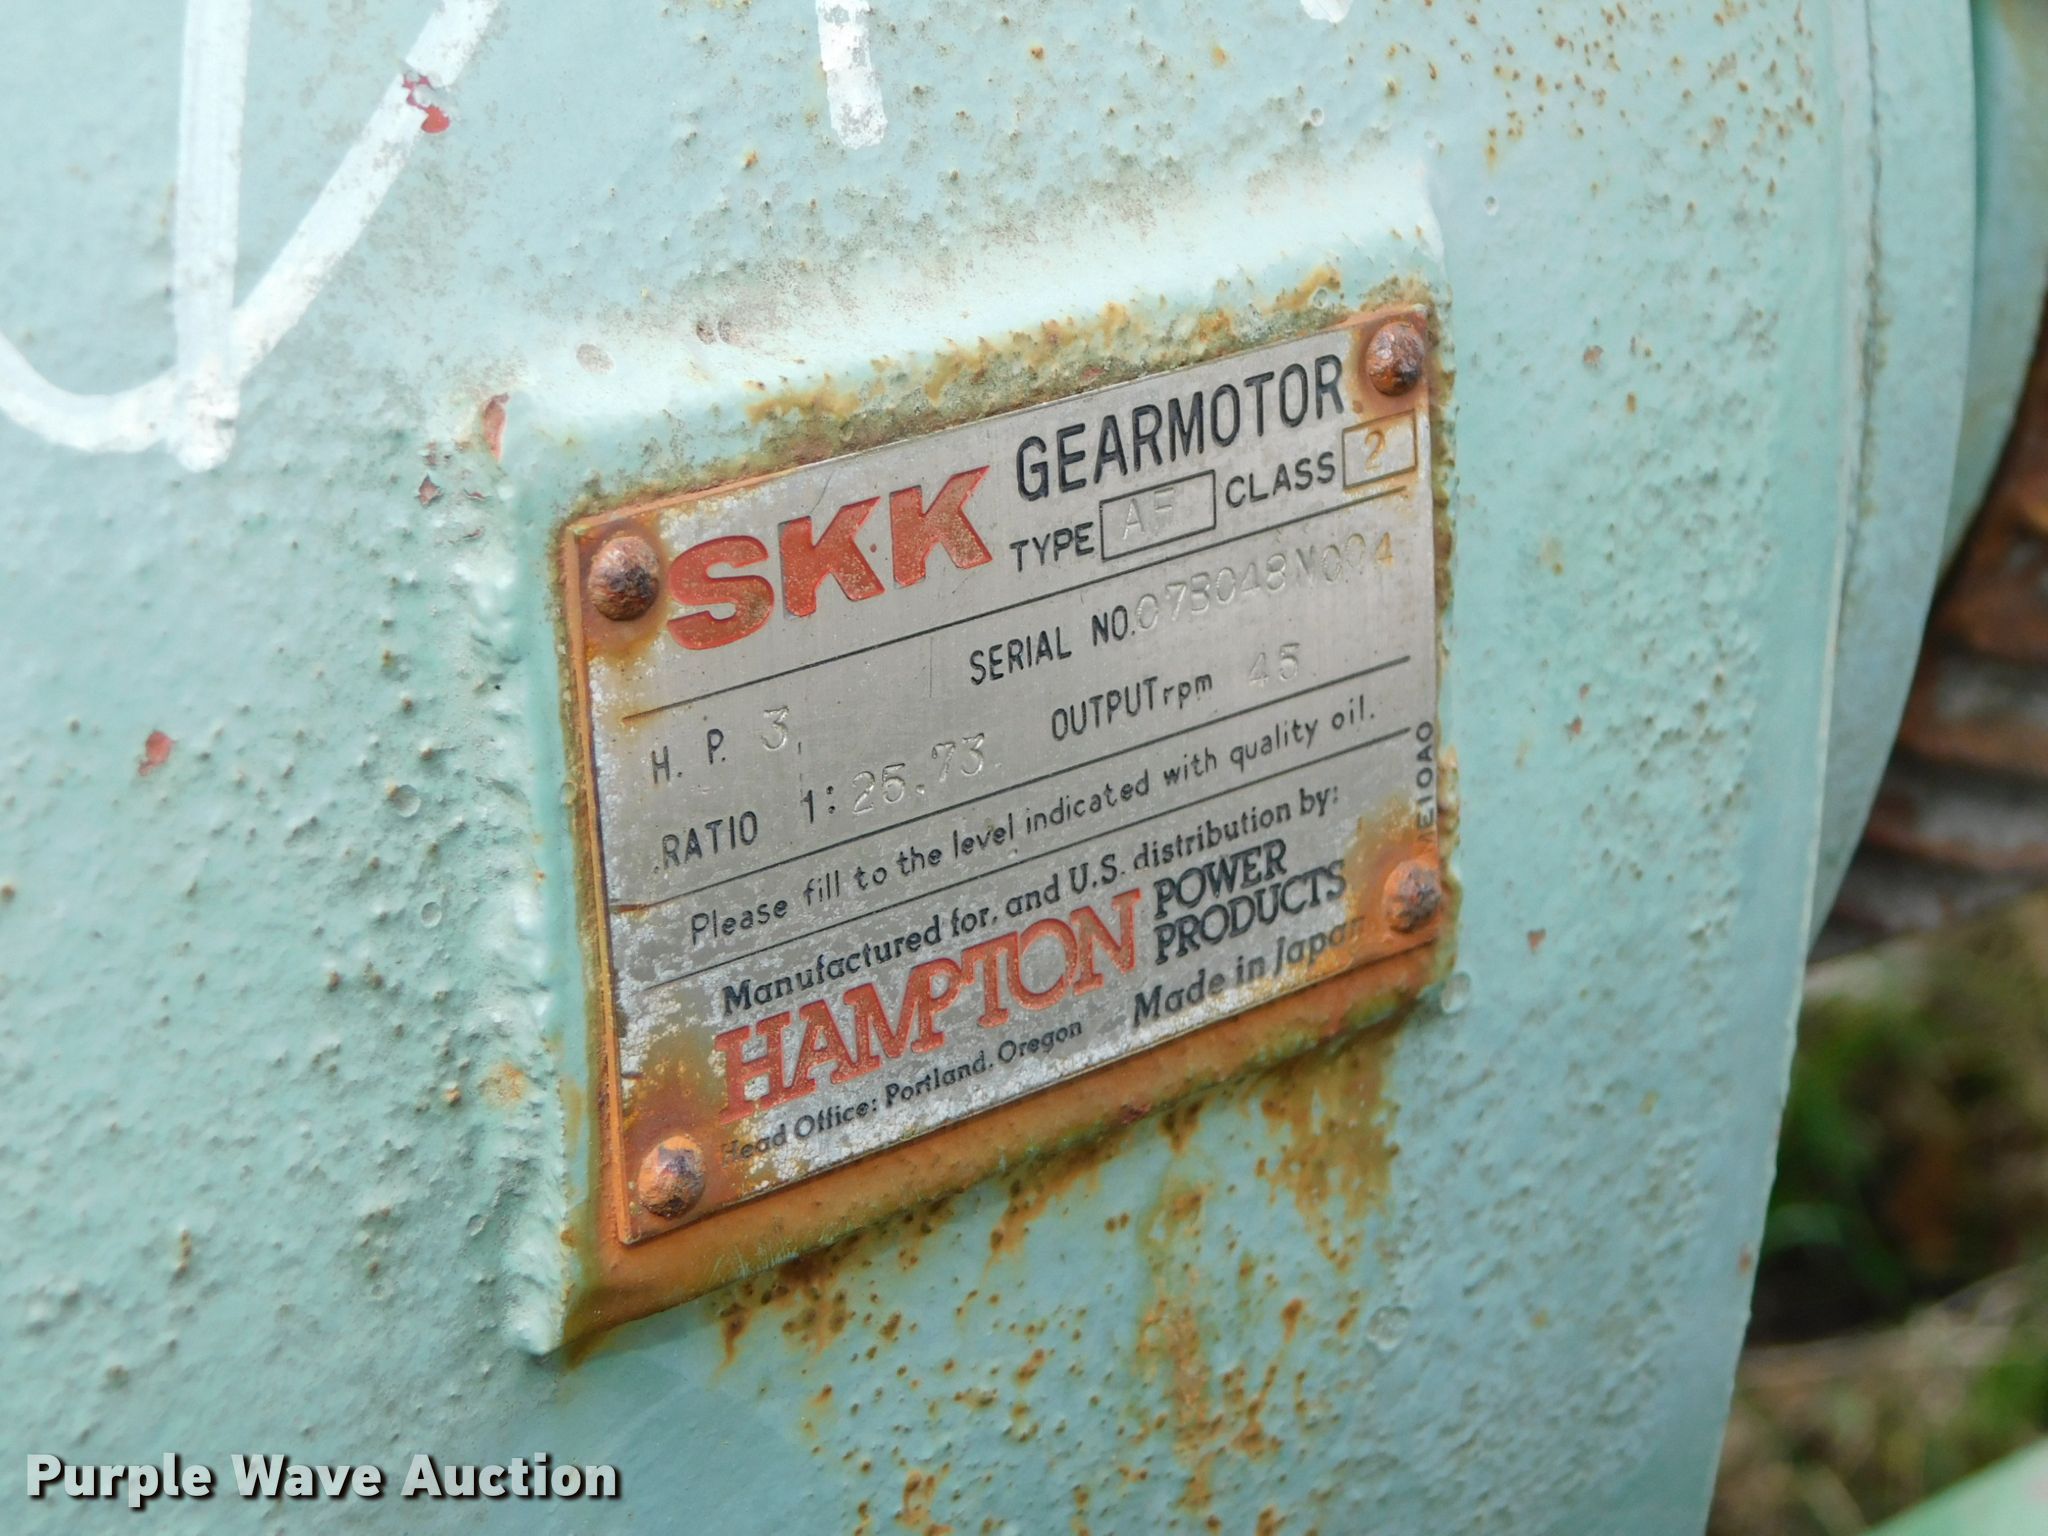 SKK GEARMOTOR
TYPE AF CLASS 2
SERIAL NO. 07B048N004
H. P. 3,
OUTPUT rpm 45
RATIO 1: 25.73
Please fill to the level indicated with quality oil.
Manufactured for, and U.S. distribution by:
HAMPTON POWER PRODUCTS
Head Office: Portland, Oregon
Made in Japan
AE10A0
Purple Wave Auction